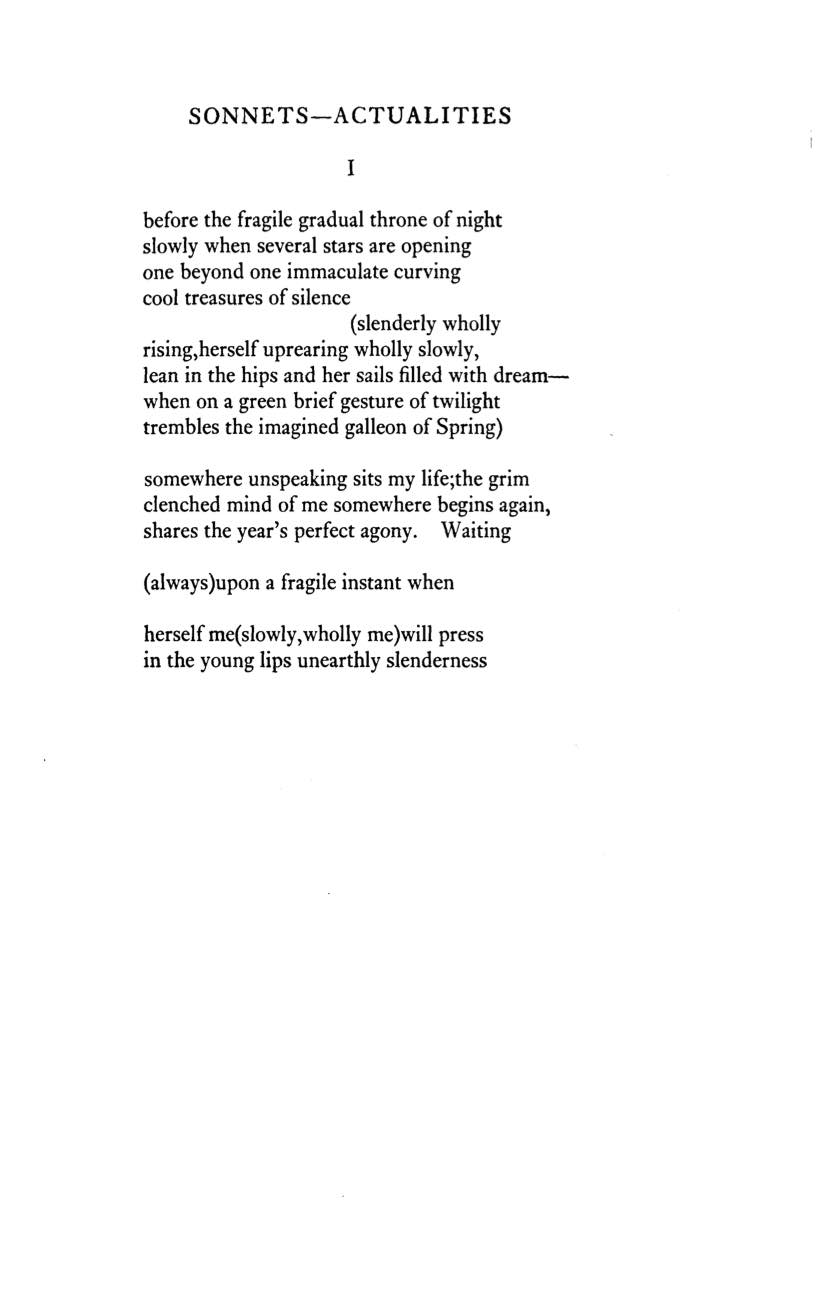 SONNETS—ACTUALITIES
I
before the fragile gradual throne of night
slowly when several stars are opening
one beyond one immaculate curving
cool treasures of silence
(slenderly wholly
rising,herself uprearing wholly slowly,
lean in the hips and her sails filled with dream—
when on a green brief gesture of twilight
trembles the imagined galleon of Spring)
somewhere unspeaking sits my life;the grim
clenched mind of me somewhere begins again,
shares the year's perfect agony. Waiting
(always)upon a fragile instant when
herself me(slowly,wholly me)will press
in the young lips unearthly slenderness